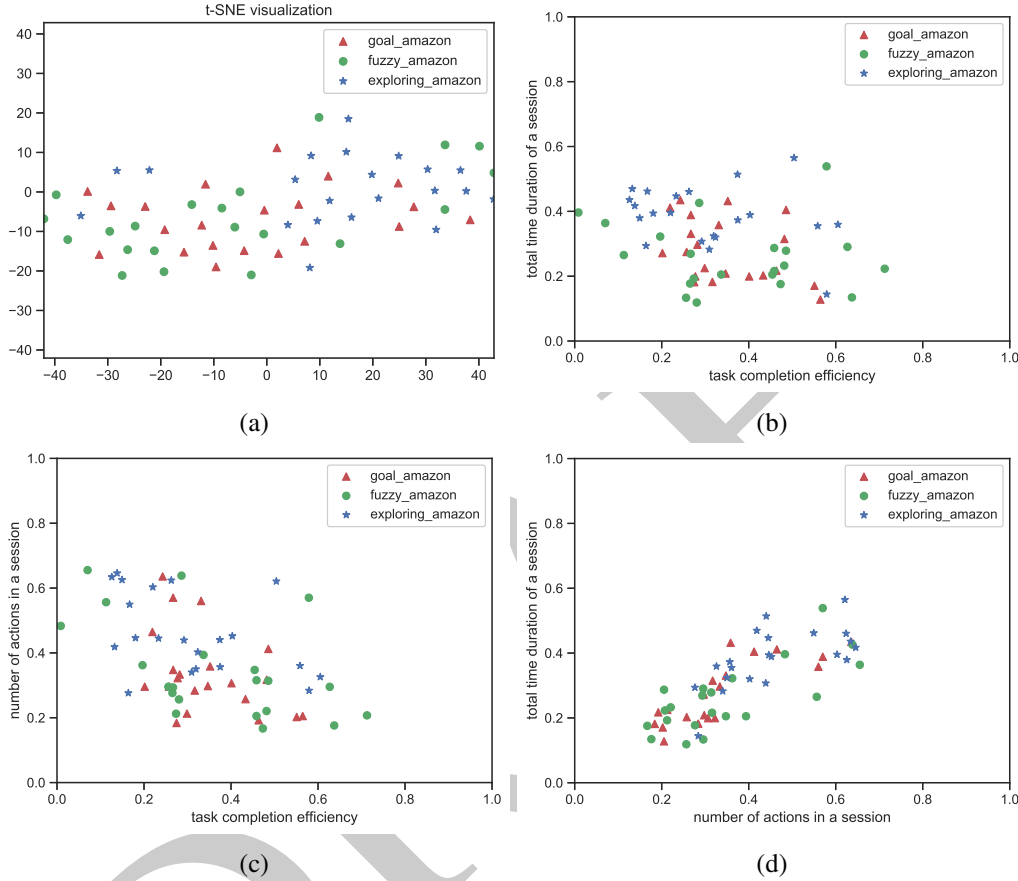 t-SNE visualization
goal_amazon
fuzzy_amazon
exploring_amazon
40
30
20
10
0
−10
−20
−30
−40
−40 −30 −20 −10 0 10 20 30 40
(a)
total time duration of a session
goal_amazon
fuzzy_amazon
exploring_amazon
1.0
0.8
0.6
0.4
0.2
0.0
0.0 0.2 0.4 0.6 0.8 1.0
task completion efficiency
(b)
number of actions in a session
goal_amazon
fuzzy_amazon
exploring_amazon
1.0
0.8
0.6
0.4
0.2
0.0
0.0 0.2 0.4 0.6 0.8 1.0
task completion efficiency
(c)
total time duration of a session
goal_amazon
fuzzy_amazon
exploring_amazon
1.0
0.8
0.6
0.4
0.2
0.0
0.0 0.2 0.4 0.6 0.8 1.0
number of actions in a session
(d)